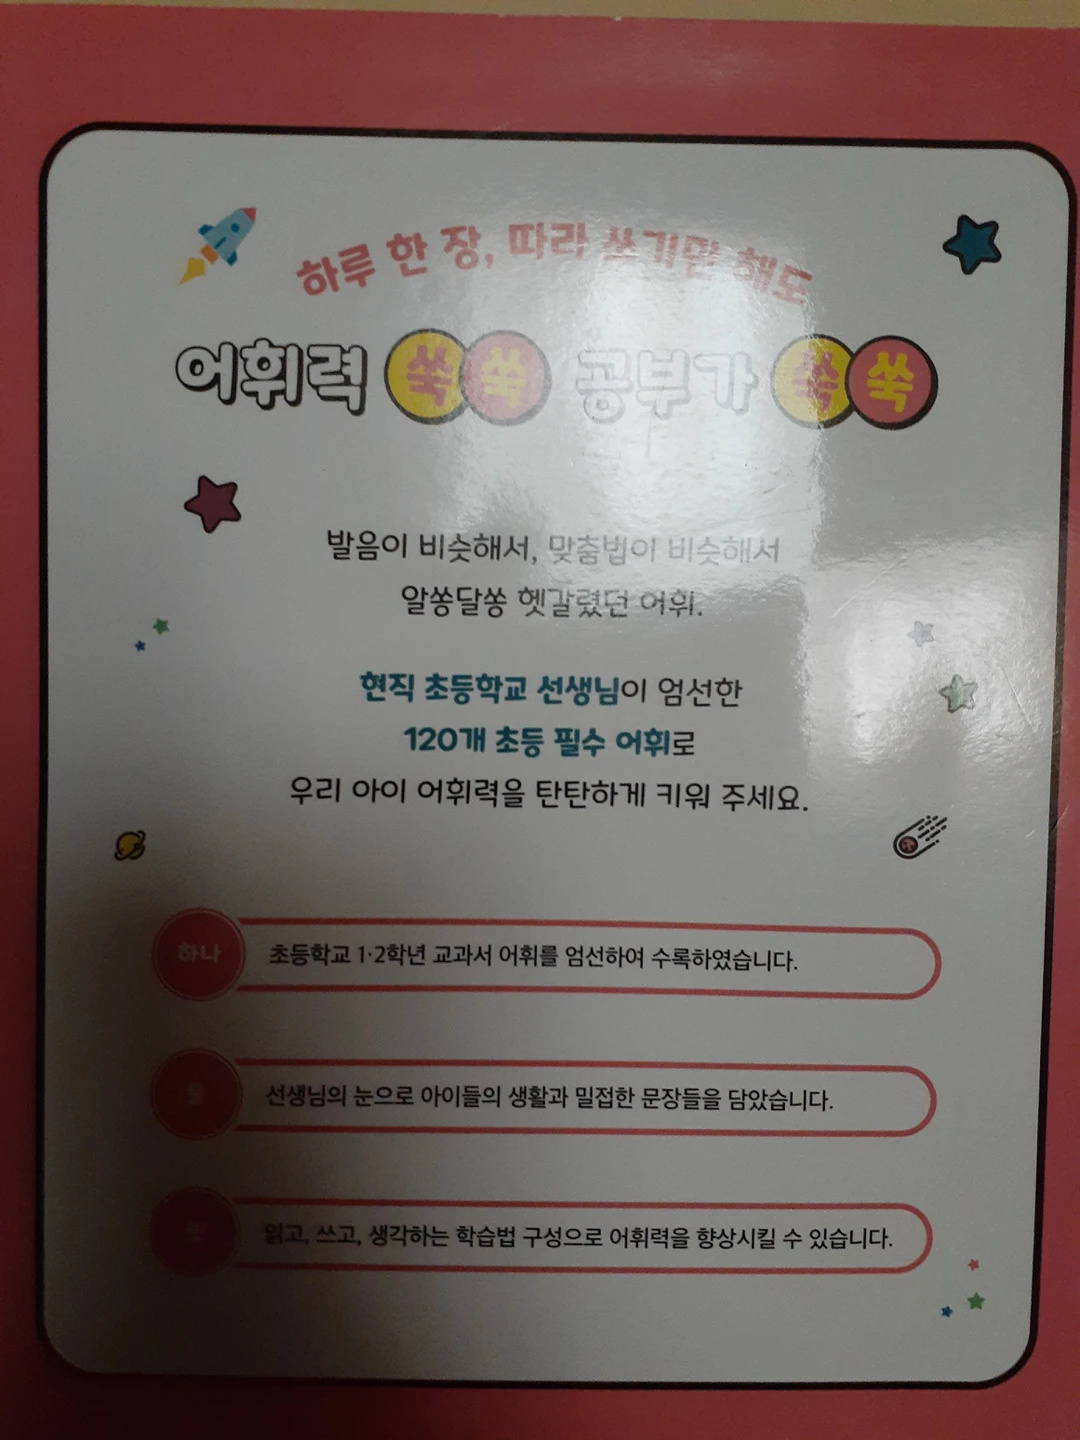 하루 한 장, 따라 쓰기만 해도
어휘력 쑥쑥 공부가 쑥쑥
발음이 비슷해서, 맞춤법이 비슷해서
알쏭달쏭 헷갈렸던 어휘.
현직 초등학교 선생님이 엄선한
120개 초등 필수 어휘로
우리 아이 어휘력을 탄탄하게 키워 주세요.
하나 초등학교 1·2학년 교과서 어휘를 엄선하여 수록하였습니다.
둘 선생님의 눈으로 아이들의 생활과 밀접한 문장들을 담았습니다.
읽고, 쓰고, 생각하는 학습법 구성으로 어휘력을 향상시킬 수 있습니다.